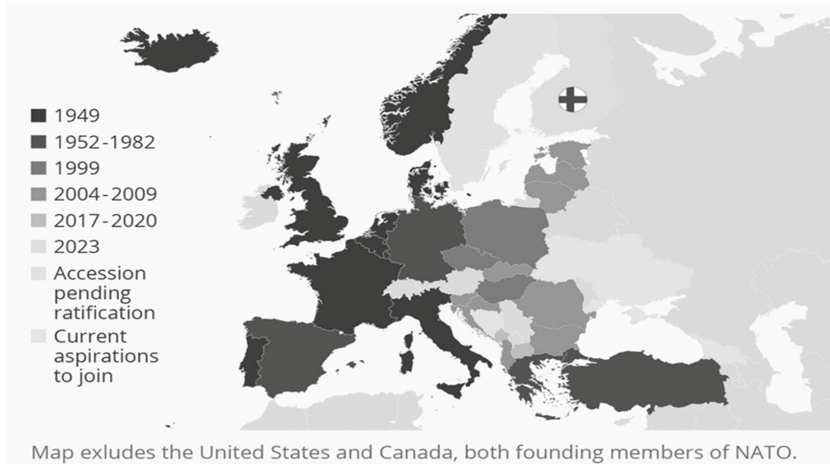 1949
1952-1982
1999
2004-2009
2017-2020
2023
Accession
pending
ratification
Current
aspirations
to join
Map exludes the United States and Canada, both founding members of NATO.